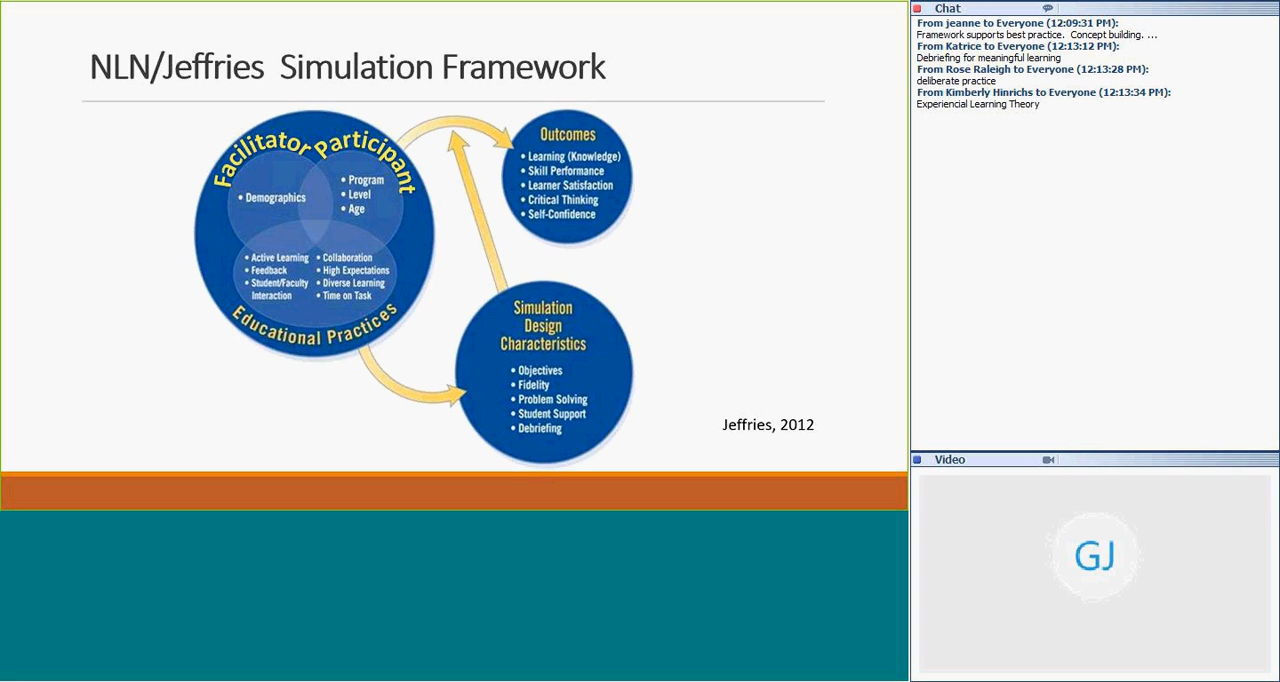 NLN/Jeffries Simulation Framework
Facilitator
Participant
• Demographics
• Program
• Level
• Age
• Active Learning
• Feedback
• Student/Faculty
Interaction
• Collaboration
• High Expectations
• Diverse Learning
• Time on Task
Educational Practices
Outcomes
• Learning (Knowledge)
• Skill Performance
• Learner Satisfaction
• Critical Thinking
• Self-Confidence
Simulation
Design
Characteristics
• Objectives
• Fidelity
• Problem Solving
• Student Support
• Debriefing
Jeffries, 2012
Chat
From jeanne to Everyone (12:09:31 PM):
Framework supports best practice. Concept building. ...
From Katrice to Everyone (12:13:12 PM):
Debriefing for meaningful learning
From Rose Raleigh to Everyone (12:13:28 PM):
deliberate practice
From Kimberly Hinrichs to Everyone (12:13:34 PM):
Experiencial Learning Theory
Video
GJ